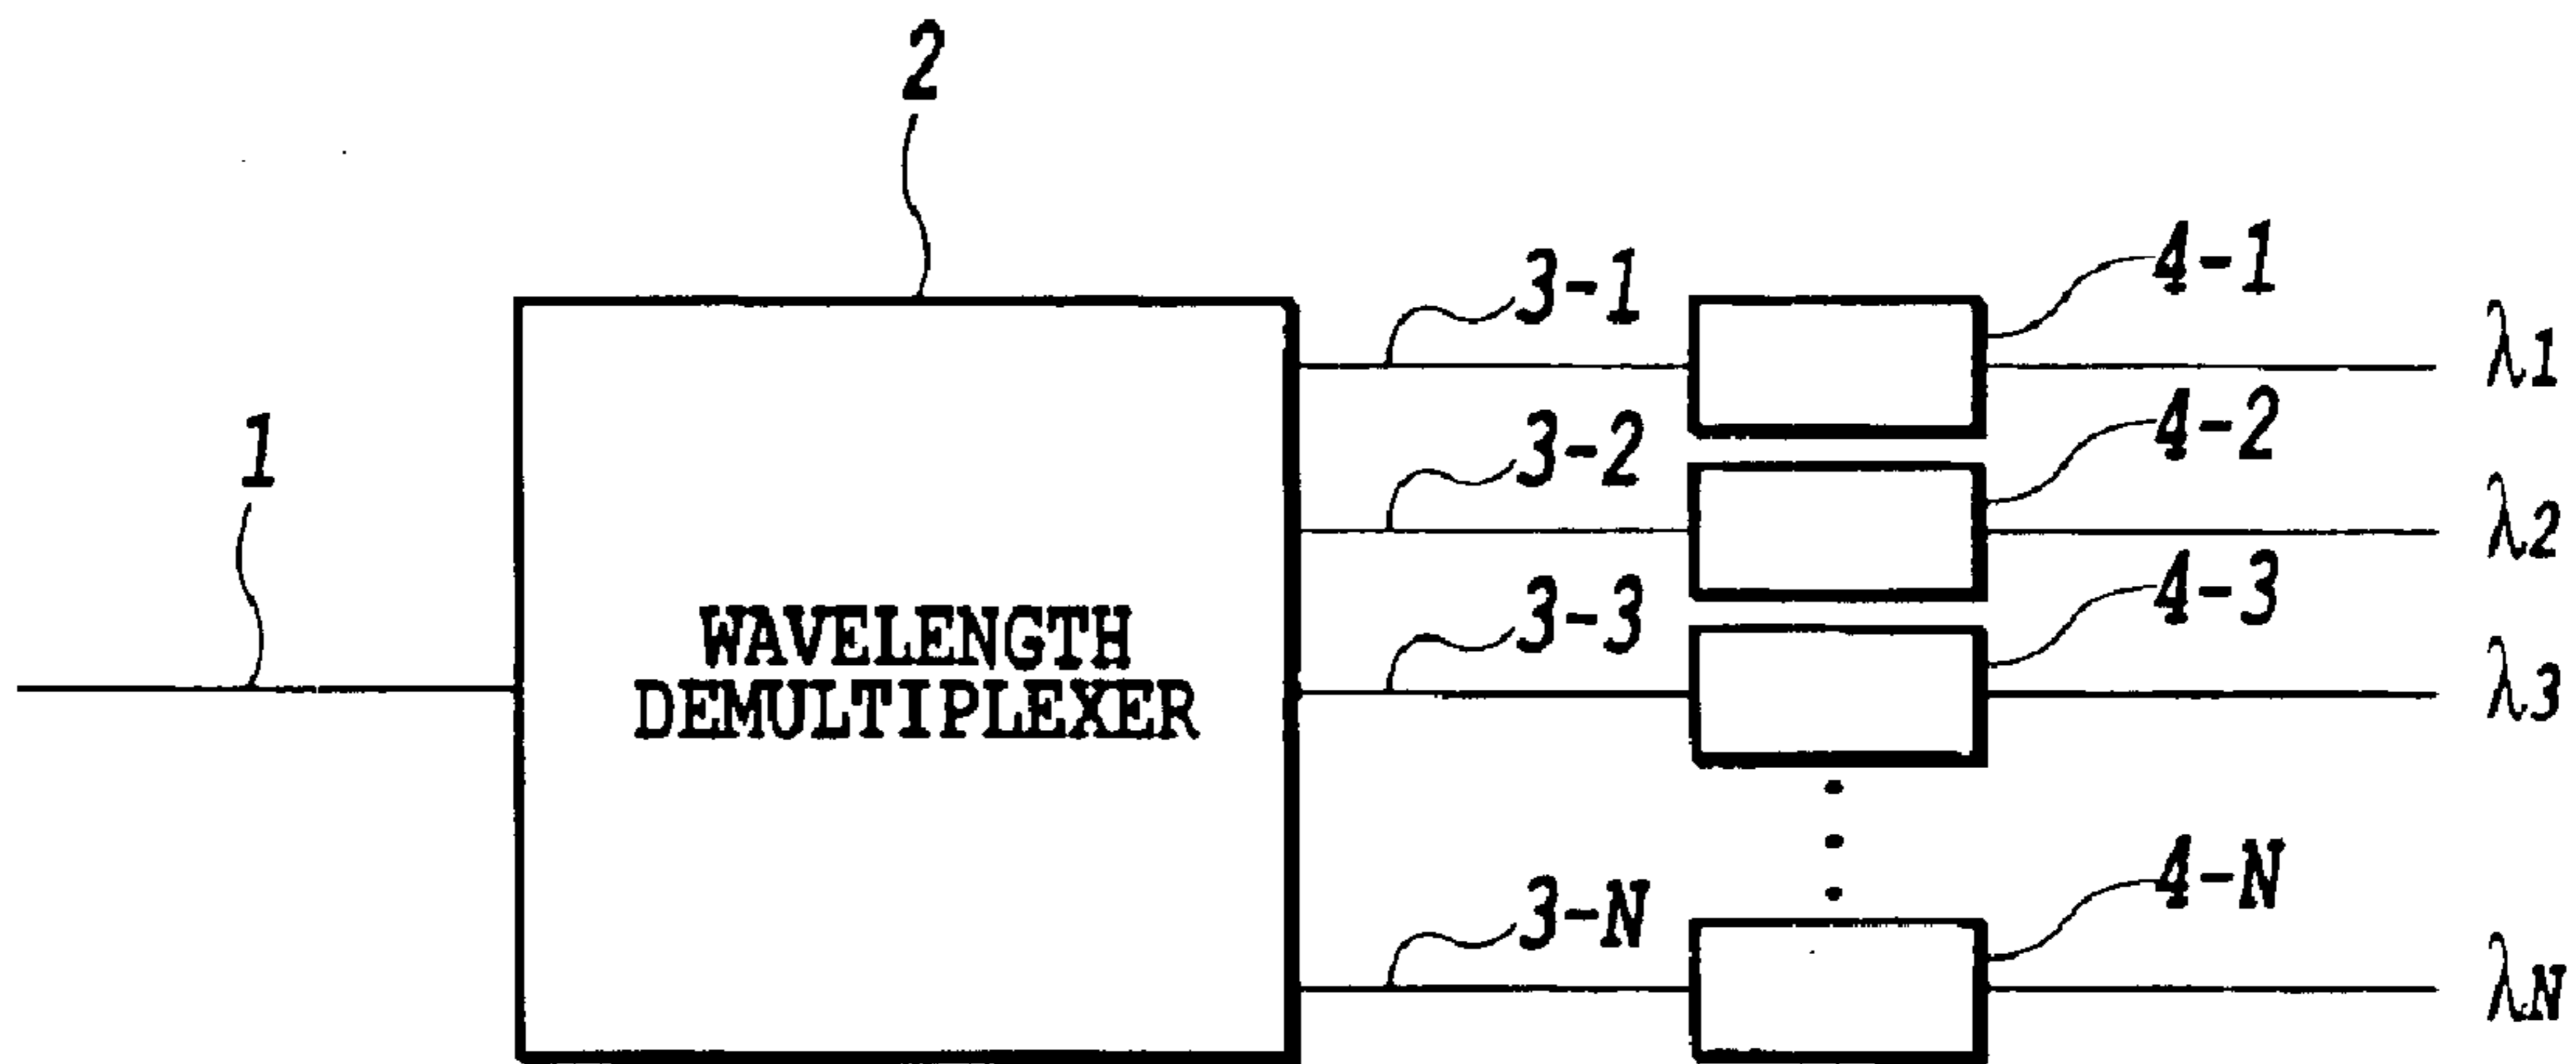 2
3-1
4-1
λ1
1
3-2
4-2
λ2
WAVELENGTH
DEMULTIPLEXER
3-3
4-3
λ3
3-N
4-N
λN